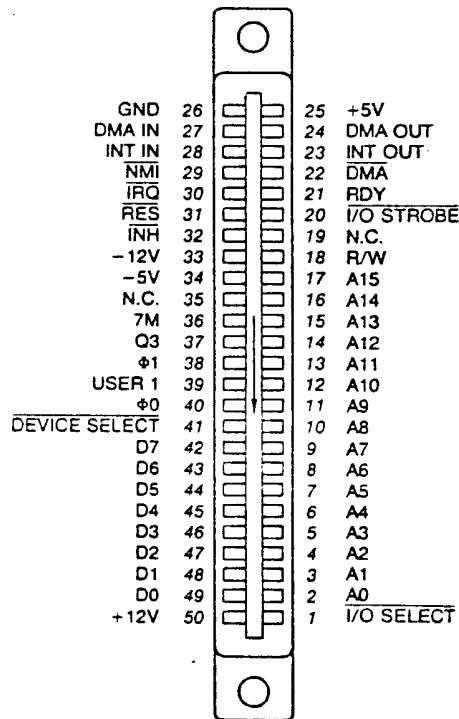 GND 26 25 +5V
DMA IN 27 24 DMA OUT
INT IN 28 23 INT OUT
NMI 29 22 DMA
IRQ 30 21 RDY
RES 31 20 I/O STROBE
INH 32 19 N.C.
-12V 33 18 R/W
-5V 34 17 A15
N.C. 35 16 A14
7M 36 15 A13
Q3 37 14 A12
Φ1 38 13 A11
USER 1 39 12 A10
Φ0 40 11 A9
DEVICE SELECT 41 10 A8
D7 42 9 A7
D6 43 8 A6
D5 44 7 A5
D4 45 6 A4
D3 46 5 A3
D2 47 4 A2
D1 48 3 A1
D0 49 2 A0
+12V 50 1 I/O SELECT